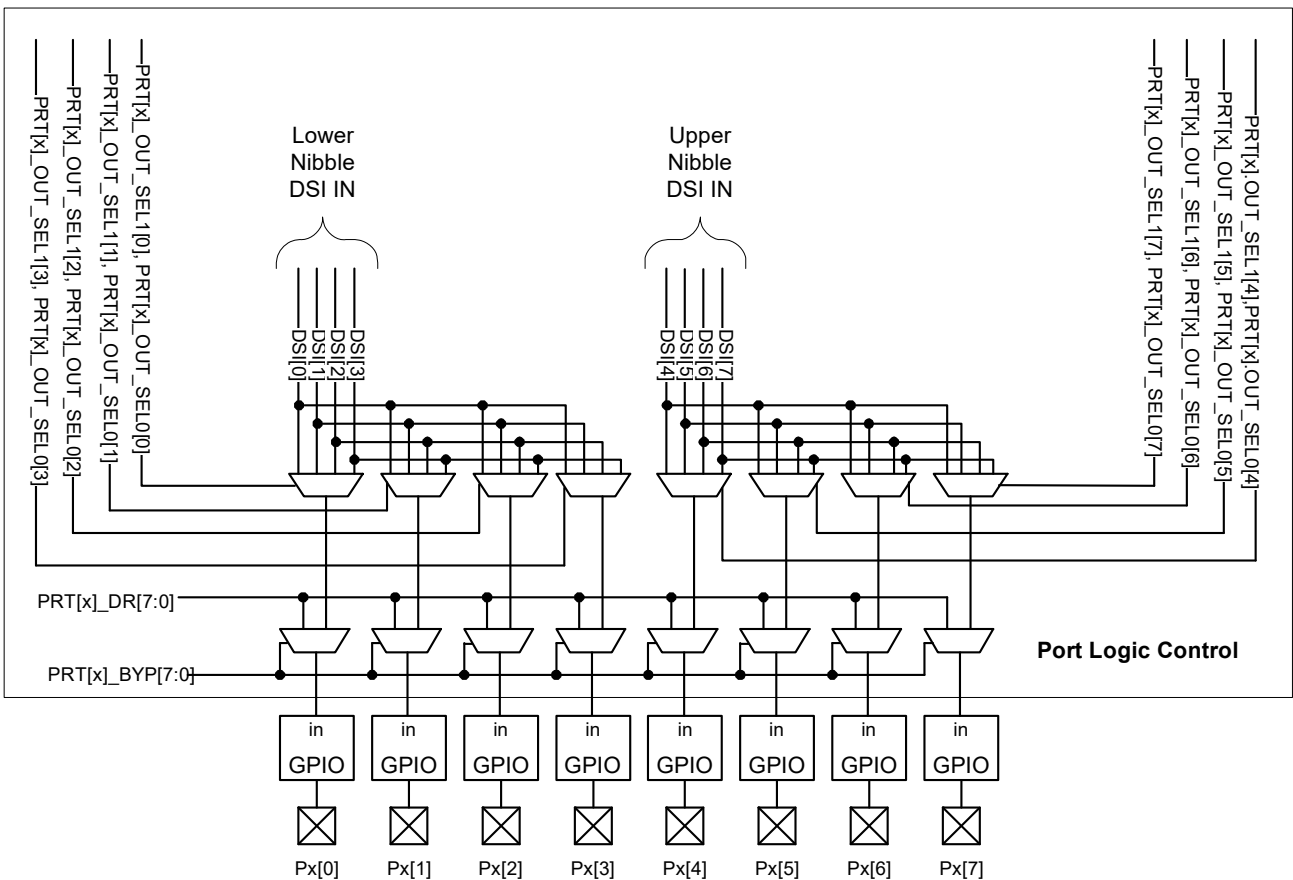 PRT[x]_OUT_SEL1[3], PRT[x]_OUT_SEL0[3]
PRT[x]_OUT_SEL1[2], PRT[x]_OUT_SEL0[2]
PRT[x]_OUT_SEL1[1], PRT[x]_OUT_SEL0[1]
PRT[x]_OUT_SEL1[0], PRT[x]_OUT_SEL0[0]
Lower
Nibble
DSI IN
DSI[0]
DSI[1]
DSI[2]
DSI[3]
Upper
Nibble
DSI IN
DSI[4]
DSI[5]
DSI[6]
DSI[7]
PRT[x]_OUT_SEL1[7], PRT[x]_OUT_SEL0[7]
PRT[x]_OUT_SEL1[6], PRT[x]_OUT_SEL0[6]
PRT[x]_OUT_SEL1[5], PRT[x]_OUT_SEL0[5]
PRT[x].OUT_SEL1[4],PRT[x].OUT_SEL0[4]
PRT[x]_DR[7:0]
PRT[x]_BYP[7:0]
Port Logic Control
in in in in in in in in
GPIO GPIO GPIO GPIO GPIO GPIO GPIO GPIO
Px[0] Px[1] Px[2] Px[3] Px[4] Px[5] Px[6] Px[7]